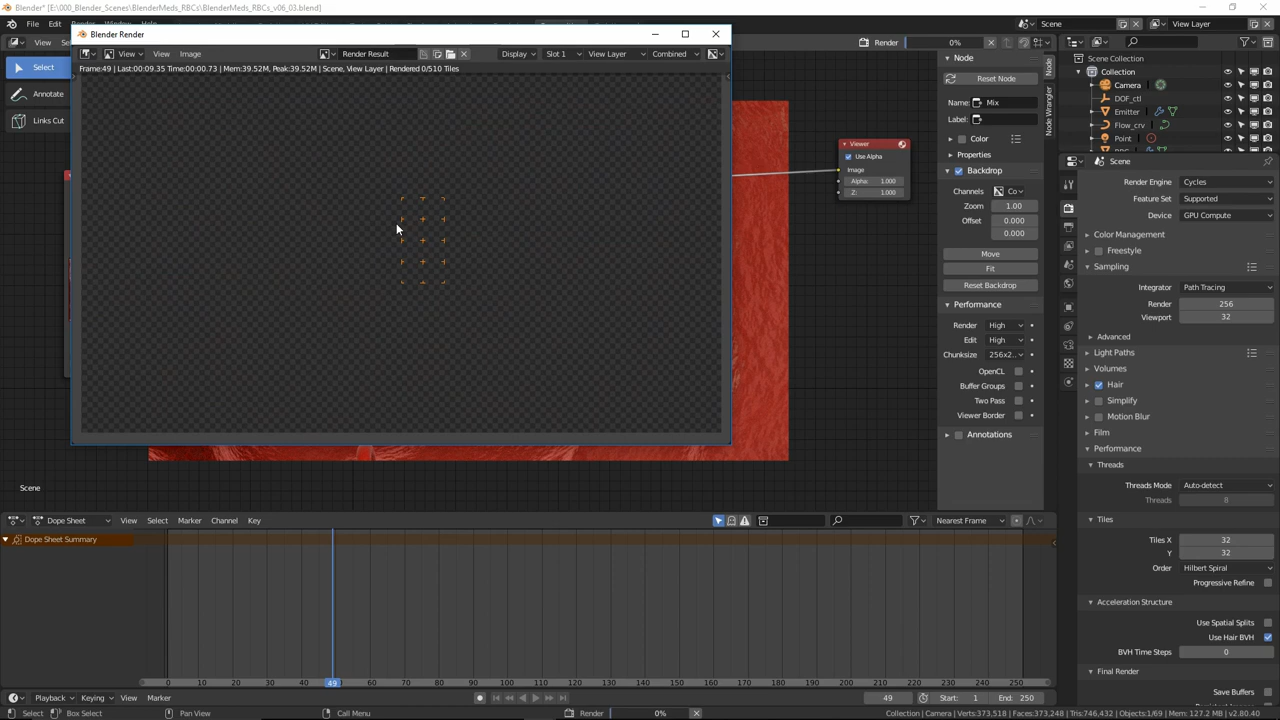 Blender* [E:\000_Blender_Scenes\BlenderMeds_RBCs\BlenderMeds_RBCs_v06_03.blend]
File Edit Render Window Help
Scene View Layer
Blender Render
View
View View Image Render Result Display Slot 1 View Layer Combined
Render 0%
Frame:49 | Last:00:09.35 Time:00:00.73 | Mem:39.52M, Peak:39.52M | Scene, View Layer | Rendered 0/510 Tiles
Select
Annotate
Links Cut
Viewer
Use Alpha
Image
Alpha: 1.000
Z: 1.000
Scene
Node
Reset Node
Name: Mix
Label:
Color
Properties
Backdrop
Channels Co
Zoom 1.00
Offset 0.000
0.000
Move
Fit
Reset Backdrop
Performance
Render High
Edit High
Chunksize 256x2..
OpenCL
Buffer Groups
Two Pass
Viewer Border
Annotations
Node
Node Wrangler
Scene Collection
Collection
Camera
DOF_ctl
Emitter
Flow_crv
Point
Scene
Render Engine Cycles
Feature Set Supported
Device GPU Compute
Color Management
Freestyle
Sampling
Integrator Path Tracing
Render 256
Viewport 32
Advanced
Light Paths
Volumes
Hair
Simplify
Motion Blur
Film
Performance
Threads
Threads Mode Auto-detect
Threads 8
Tiles
Tiles X 32
Y 32
Order Hilbert Spiral
Progressive Refine
Acceleration Structure
Use Spatial Splits
Use Hair BVH
BVH Time Steps 0
Final Render
Save Buffers
Dope Sheet View Select Marker Channel Key Nearest Frame
Dope Sheet Summary
0 10 20 30 40 49 60 70 80 90 100 110 120 130 140 150 160 170 180 190 200 210 220 230 240 250
Playback Keying View Marker 49 Start: 1 End: 250
Select Box Select Pan View Call Menu Render 0% Collection | Camera | Verts:373,518 | Faces:373,248 | Tris:746,432 | Objects:1/69 | Mem: 127.2 MB | v2.80.40